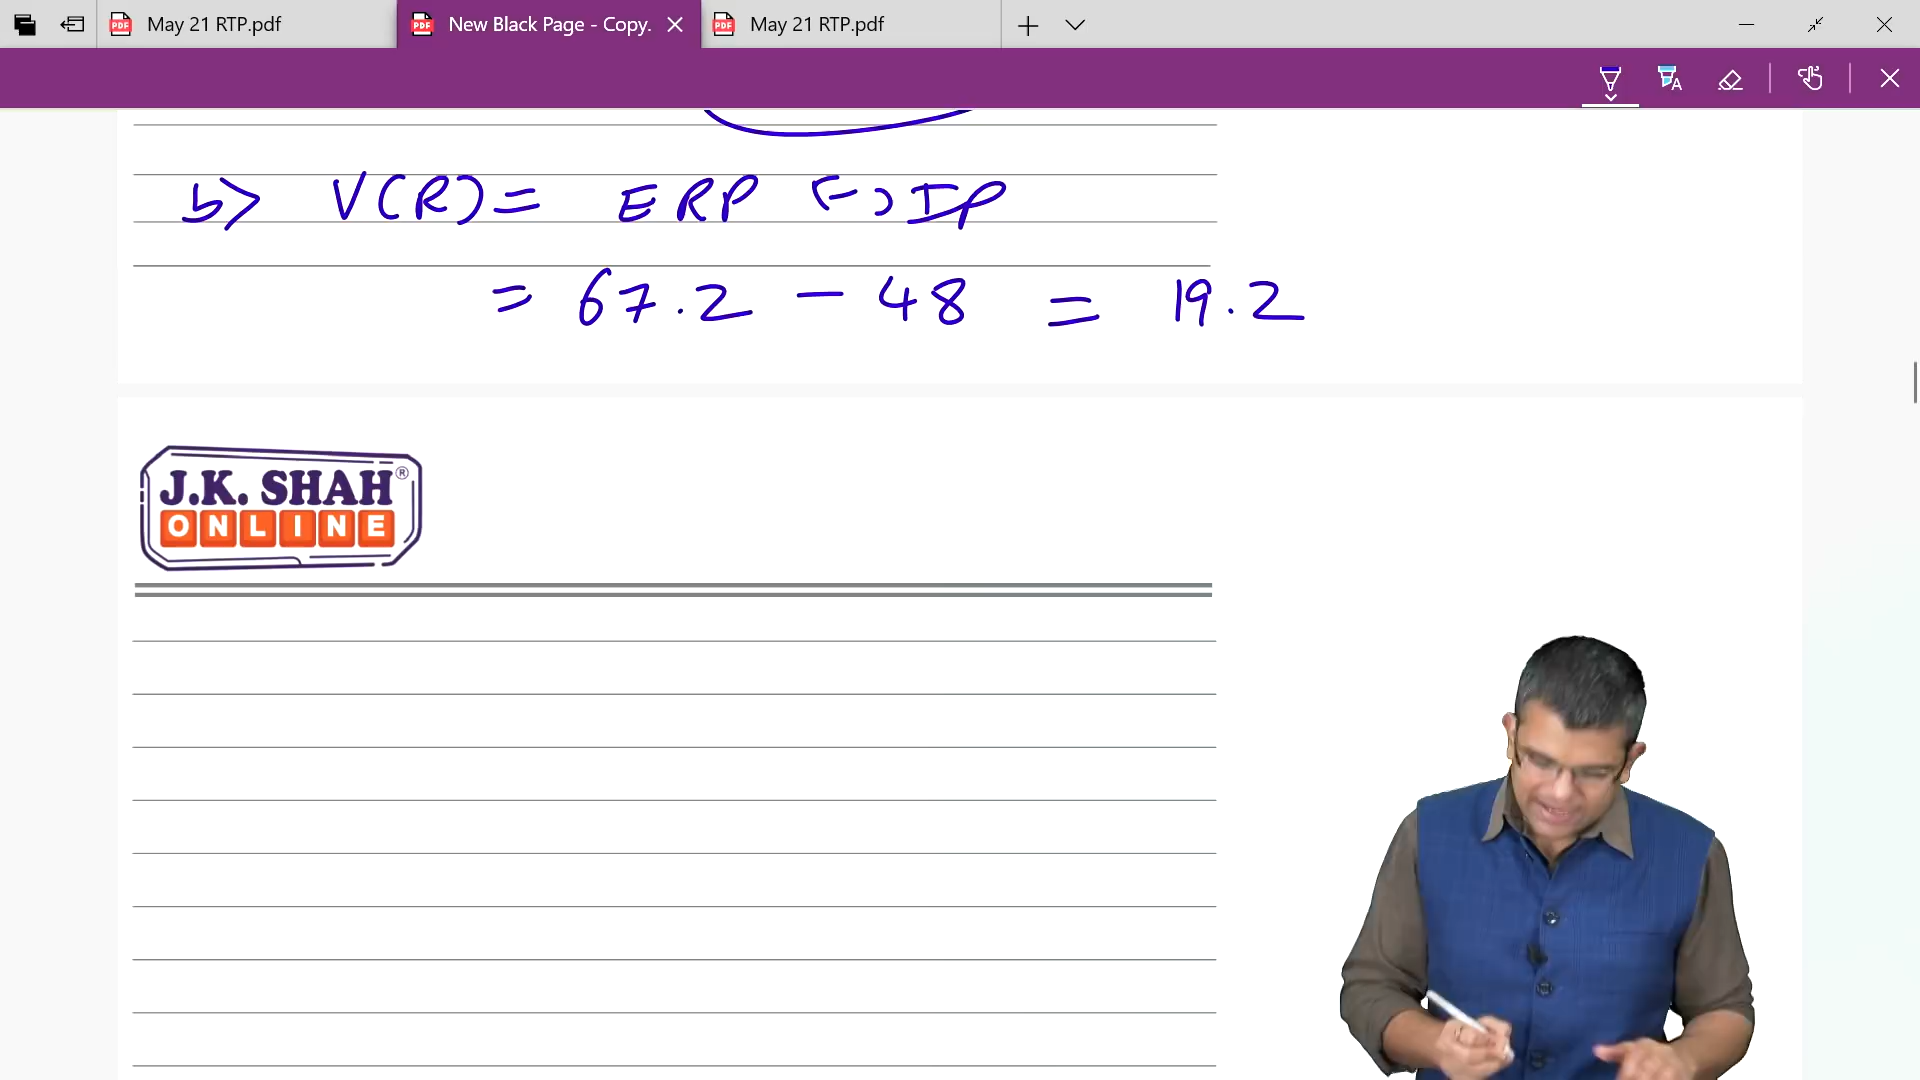 May 21 RTP.pdf
New Black Page - Copy.
May 21 RTP.pdf
b> V(R) = ERP (-) IP
= 67.2 - 48 = 19.2
J.K. SHAH®
ONLINE